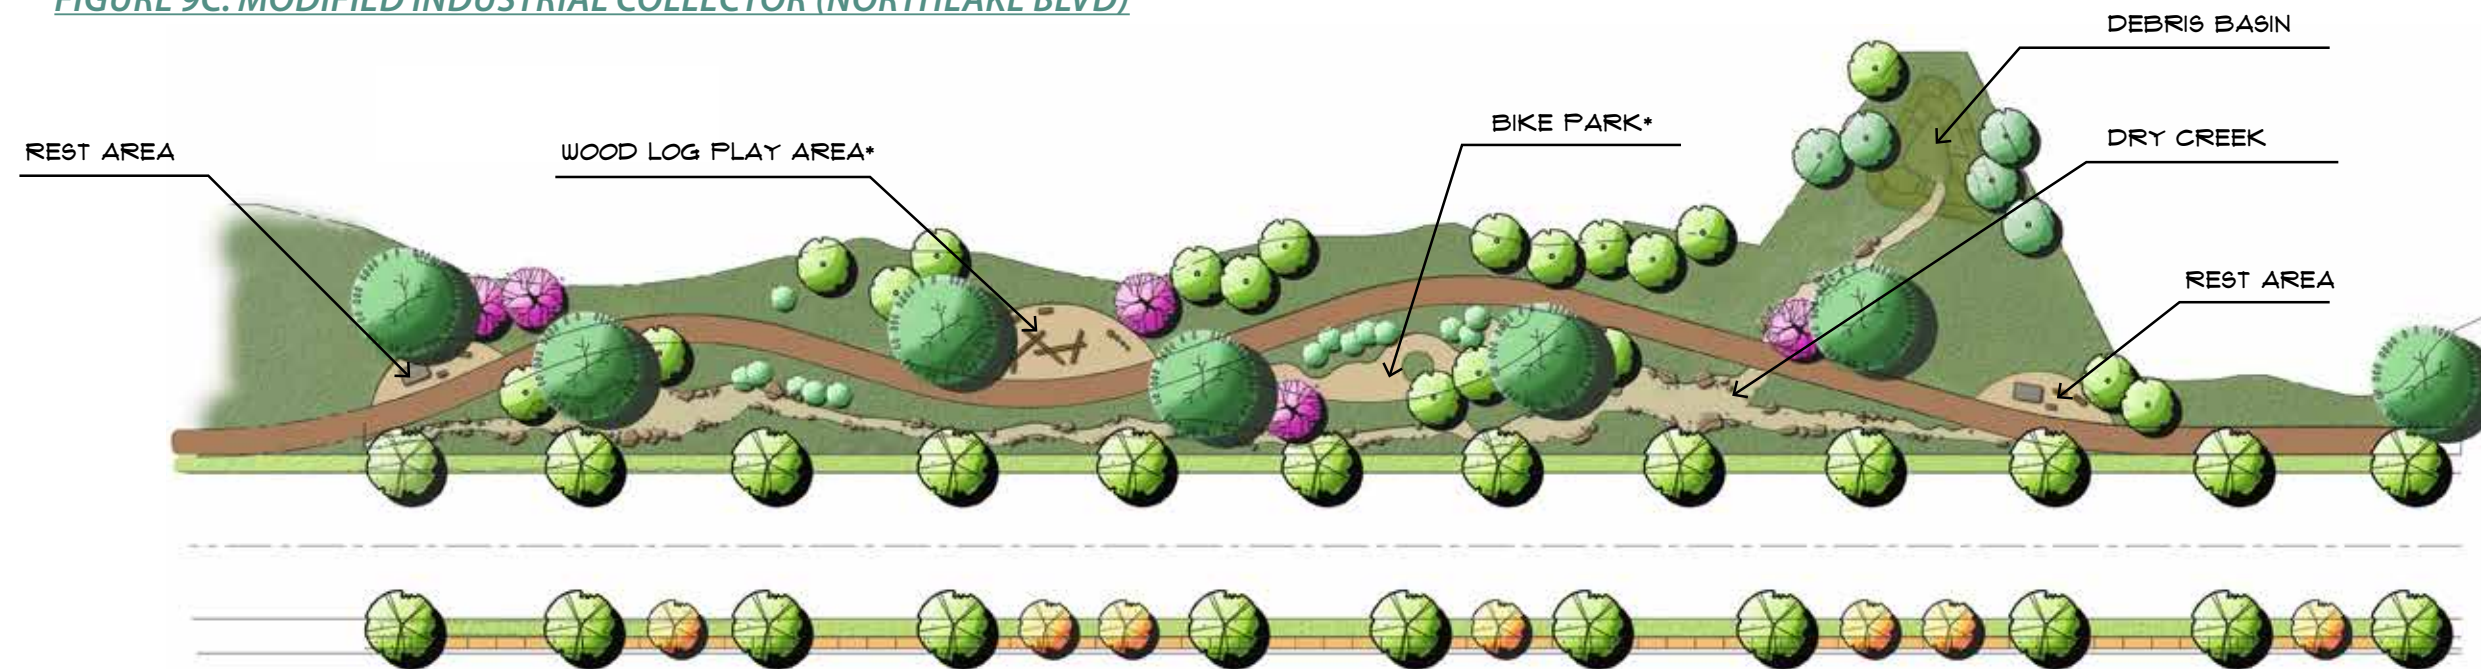 FIGURE 9C: MODIFIED INDUSTRIAL COLLECTOR (NORTHLAKE BLVD)
DEBRIS BASIN
BIKE PARK*
DRY CREEK
REST AREA
WOOD LOG PLAY AREA*
REST AREA